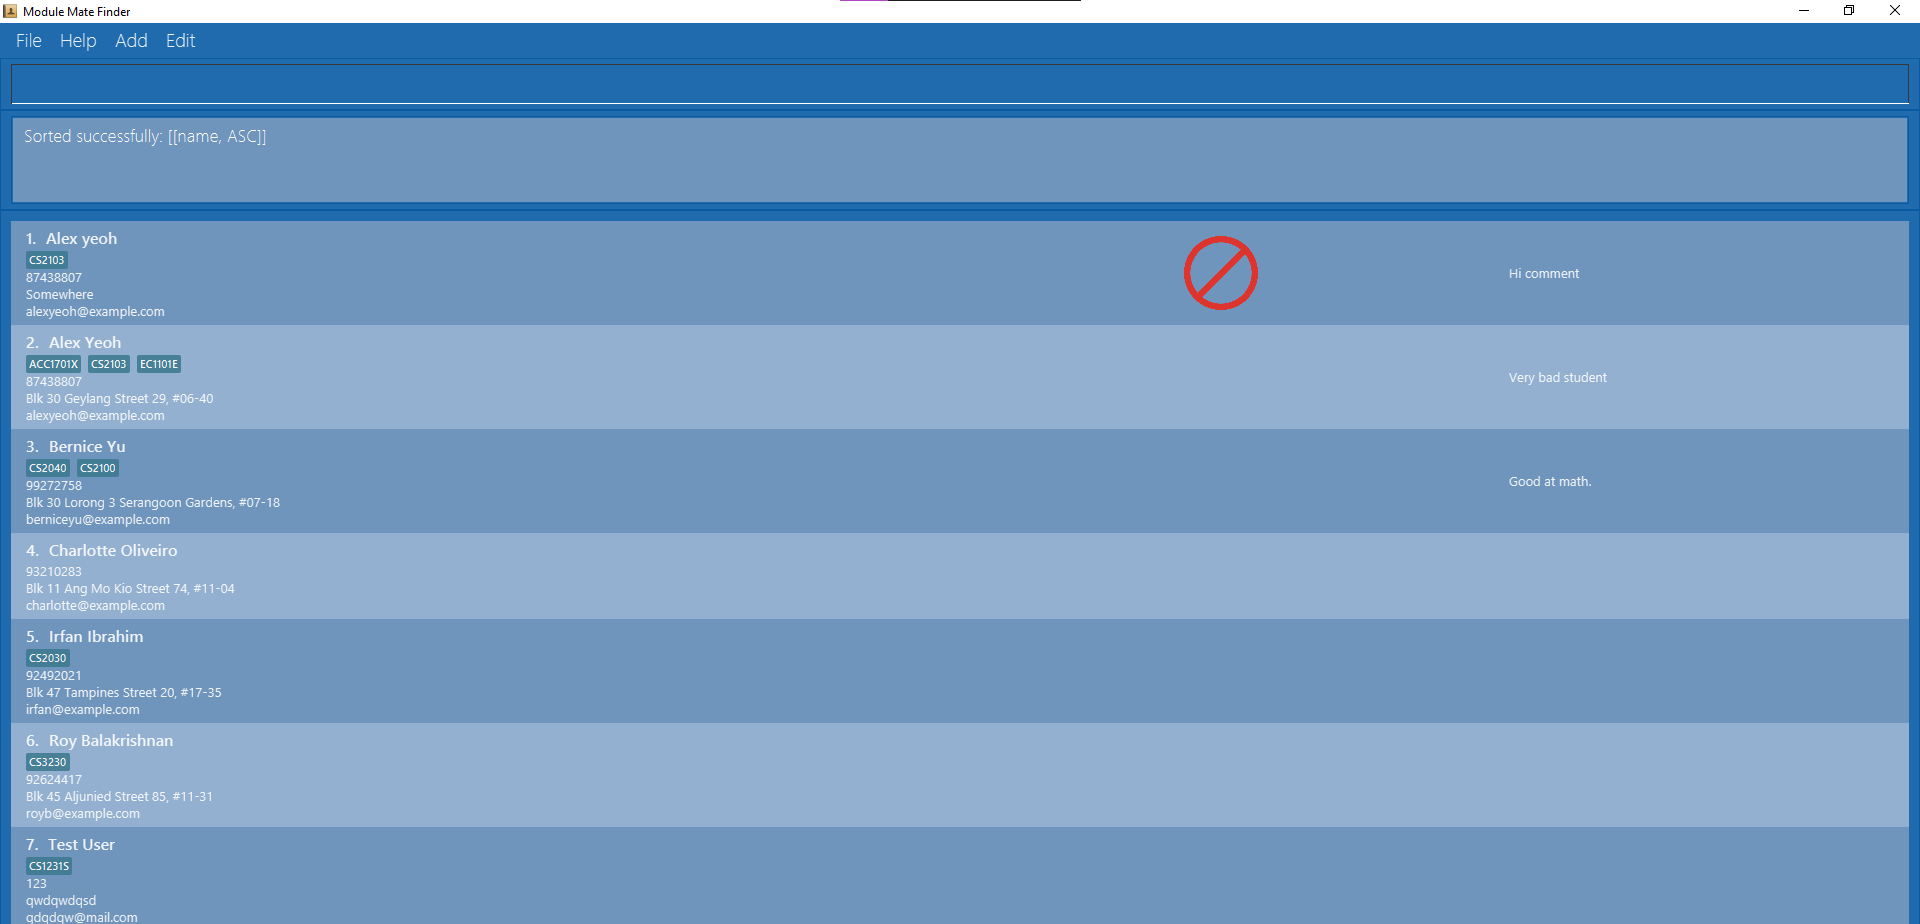 Module Mate Finder
File Help Add Edit
Sorted successfully: [[name, ASC]]
1. Alex yeoh
CS2103
87438807
Somewhere
alexyeoh@example.com
Hi comment
2. Alex Yeoh
ACC1701X CS2103 EC1101E
87438807
Blk 30 Geylang Street 29, #06-40
alexyeoh@example.com
Very bad student
3. Bernice Yu
CS2040 CS2100
99272758
Blk 30 Lorong 3 Serangoon Gardens, #07-18
berniceyu@example.com
Good at math.
4. Charlotte Oliveiro
93210283
Blk 11 Ang Mo Kio Street 74, #11-04
charlotte@example.com
5. Irfan Ibrahim
CS2030
92492021
Blk 47 Tampines Street 20, #17-35
irfan@example.com
6. Roy Balakrishnan
CS3230
92624417
Blk 45 Aljunied Street 85, #11-31
royb@example.com
7. Test User
CS1231S
123
qwdqwdqsd
qdqdqw@mail.com